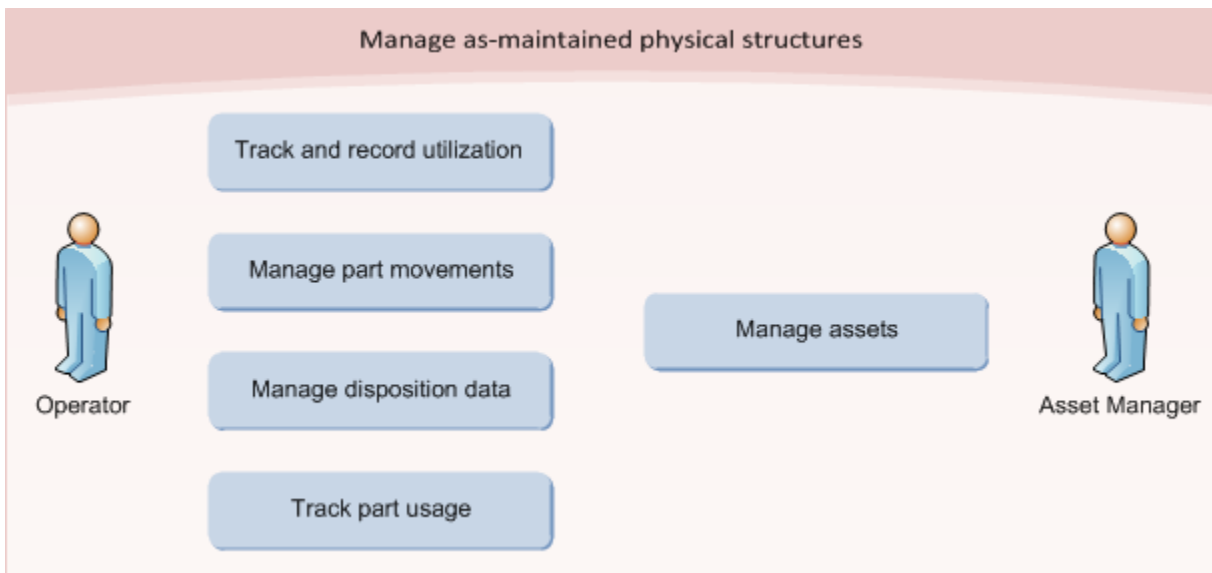 Manage as-maintained physical structures
Track and record utilization
Manage part movements
Manage assets
Manage disposition data
Operator
Asset Manager
Track part usage